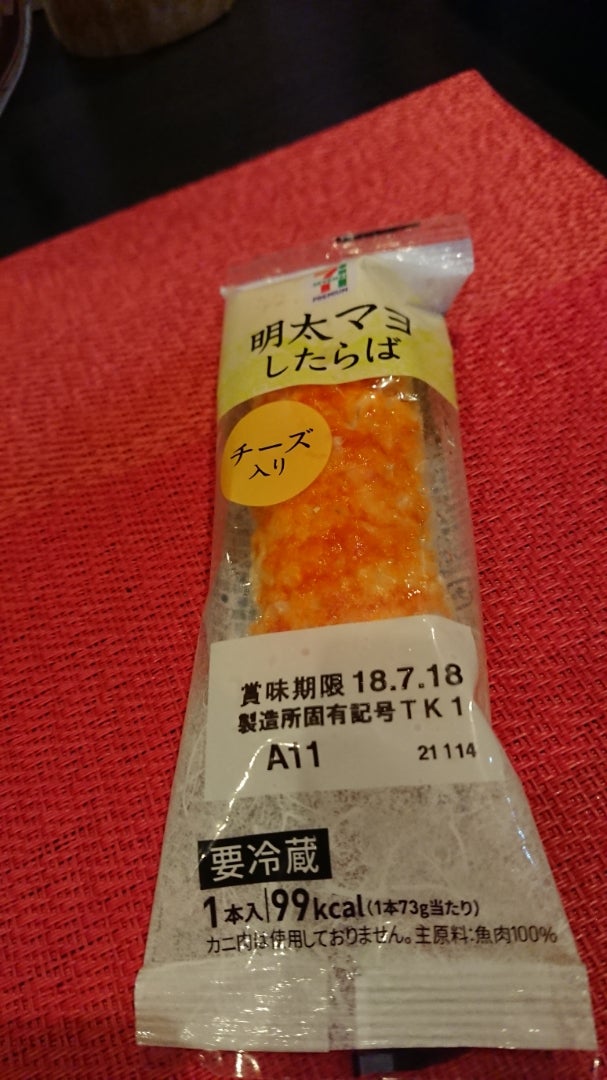 PREMIUM
明太マヨ
したらば
チーズ
入り
賞味期限 18.7.18
製造所固有記号TK1
A11 21114
要冷蔵
1本入 99kcal(1本73g当たり)
カニ肉は使用しておりません。主原料:魚肉100%